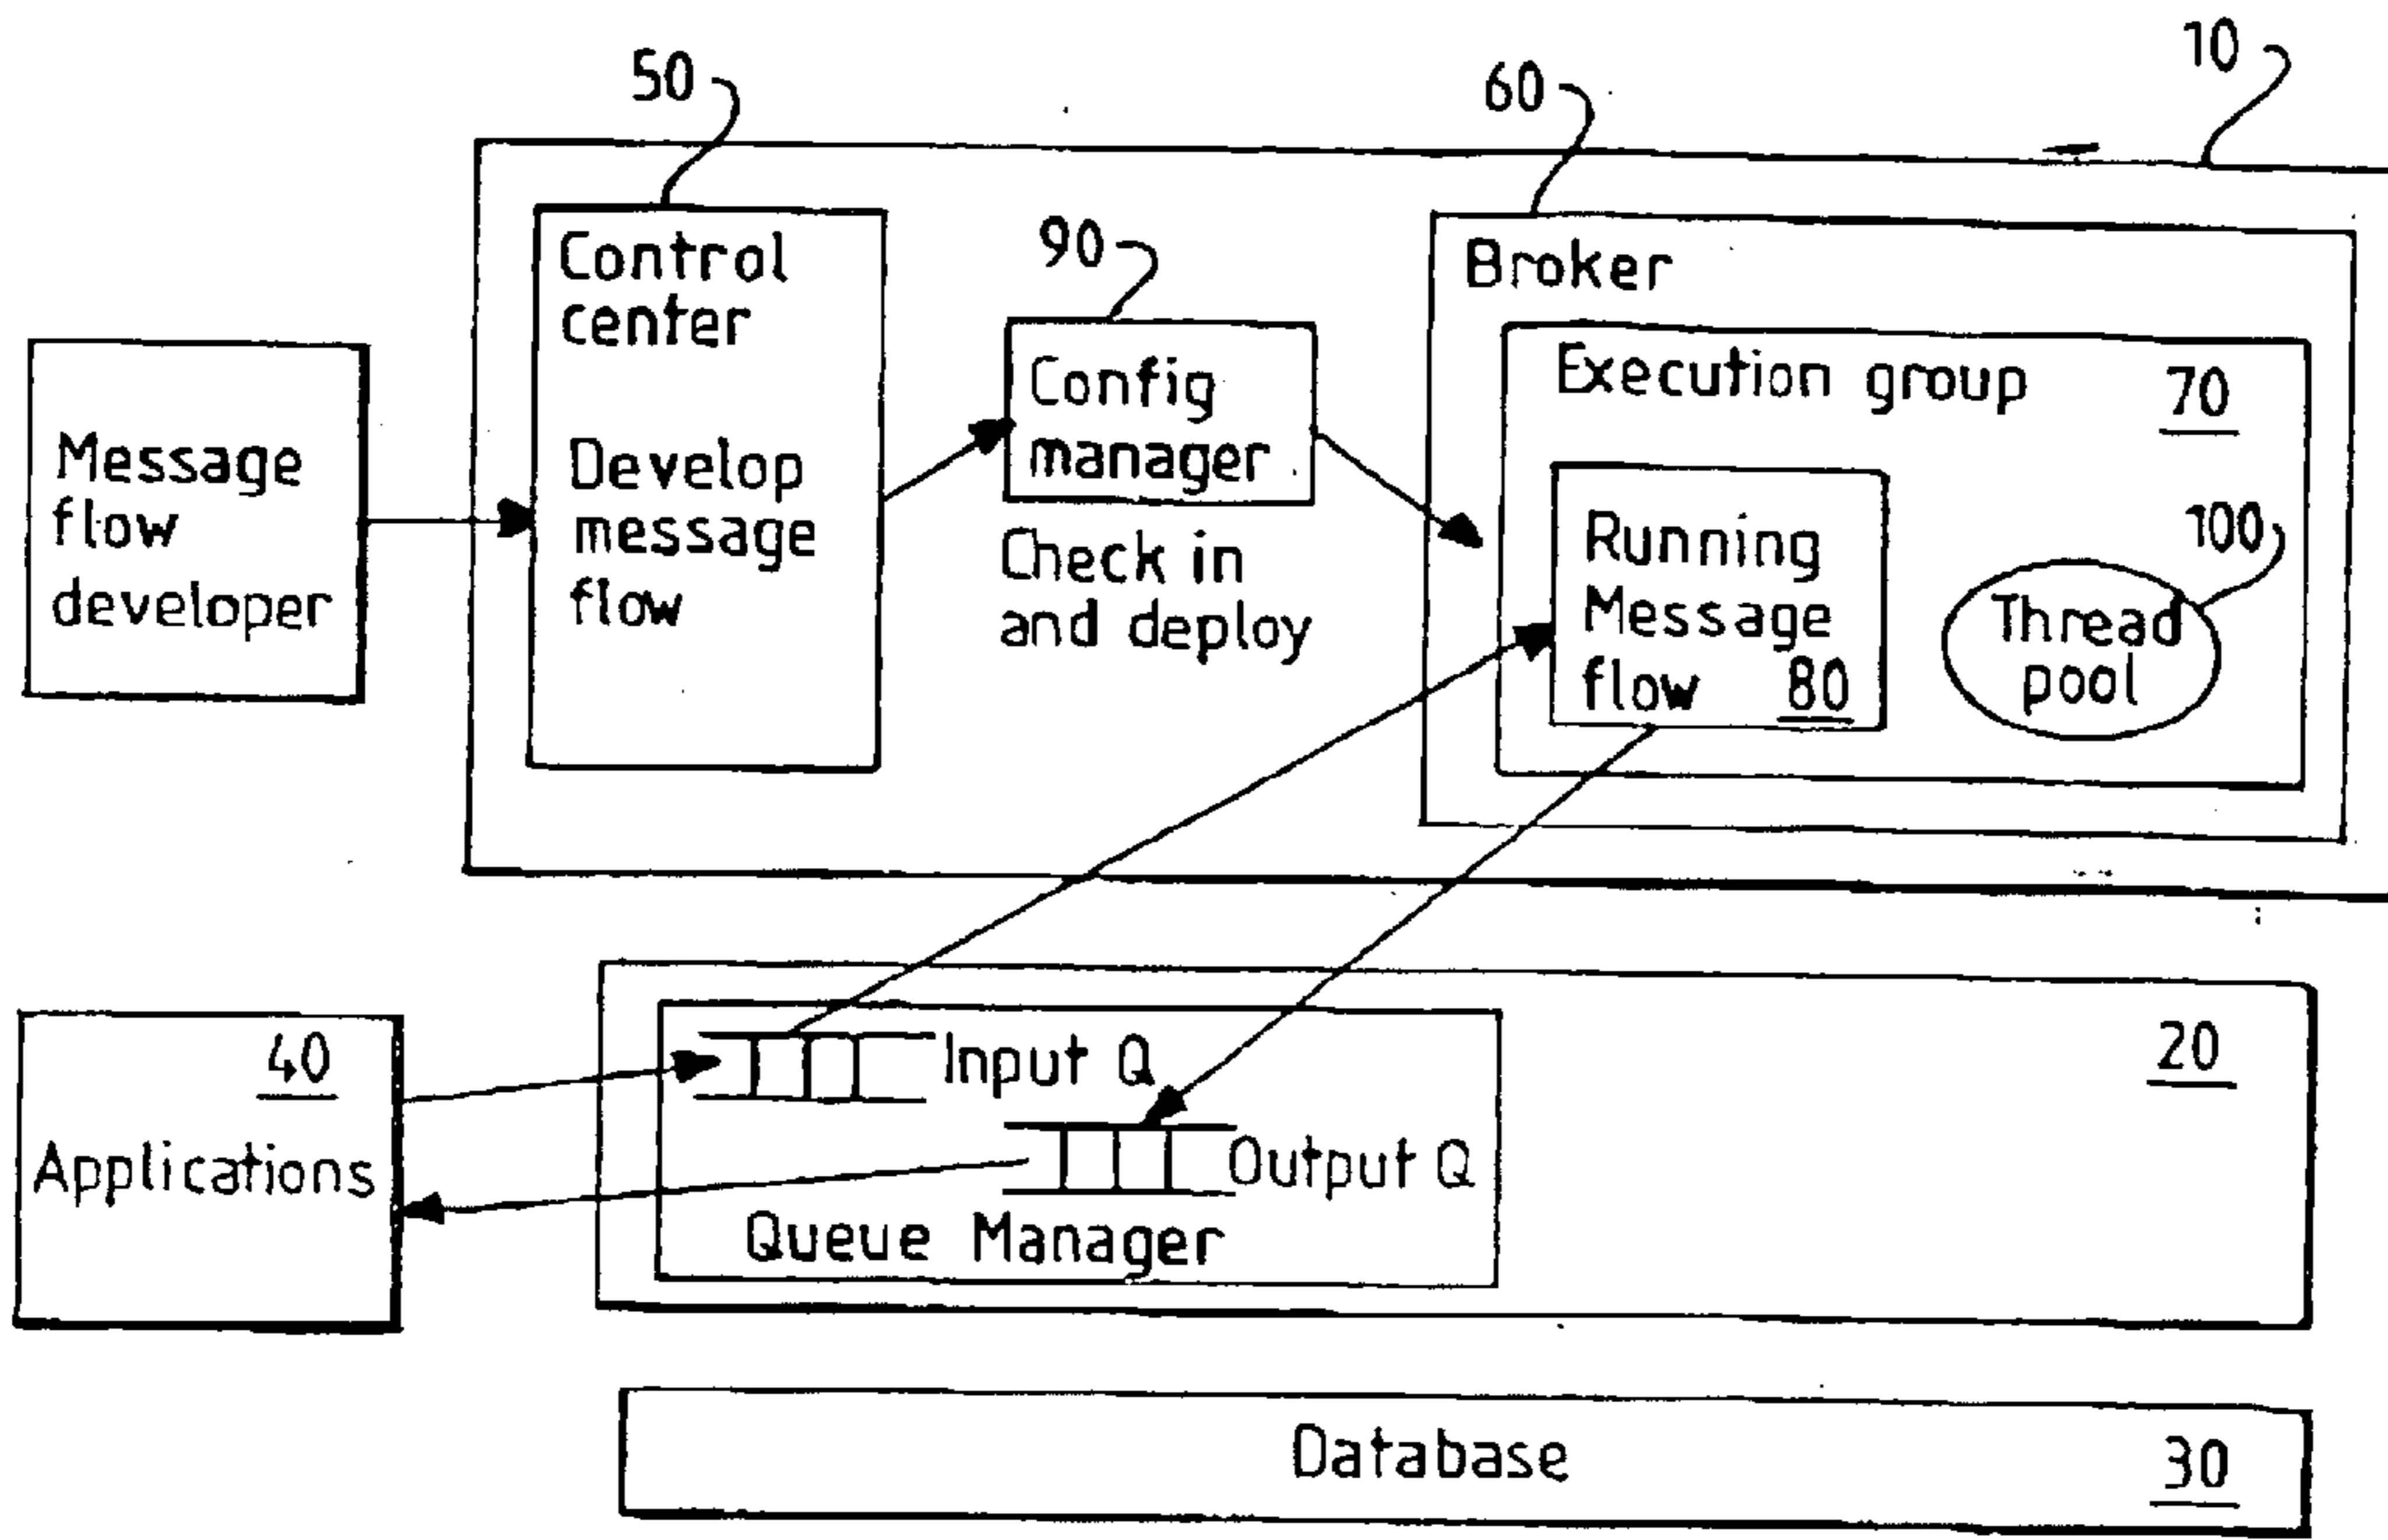 10
50
60
90
Control
center
Develop
message
flow
Config
manager
Check in
and deploy
Broker
Execution group 70
Running
Message
flow 80
100
Thread
pool
Message
flow
developer
40
Applications
Input Q
Output Q
Queue Manager
20
Database 30